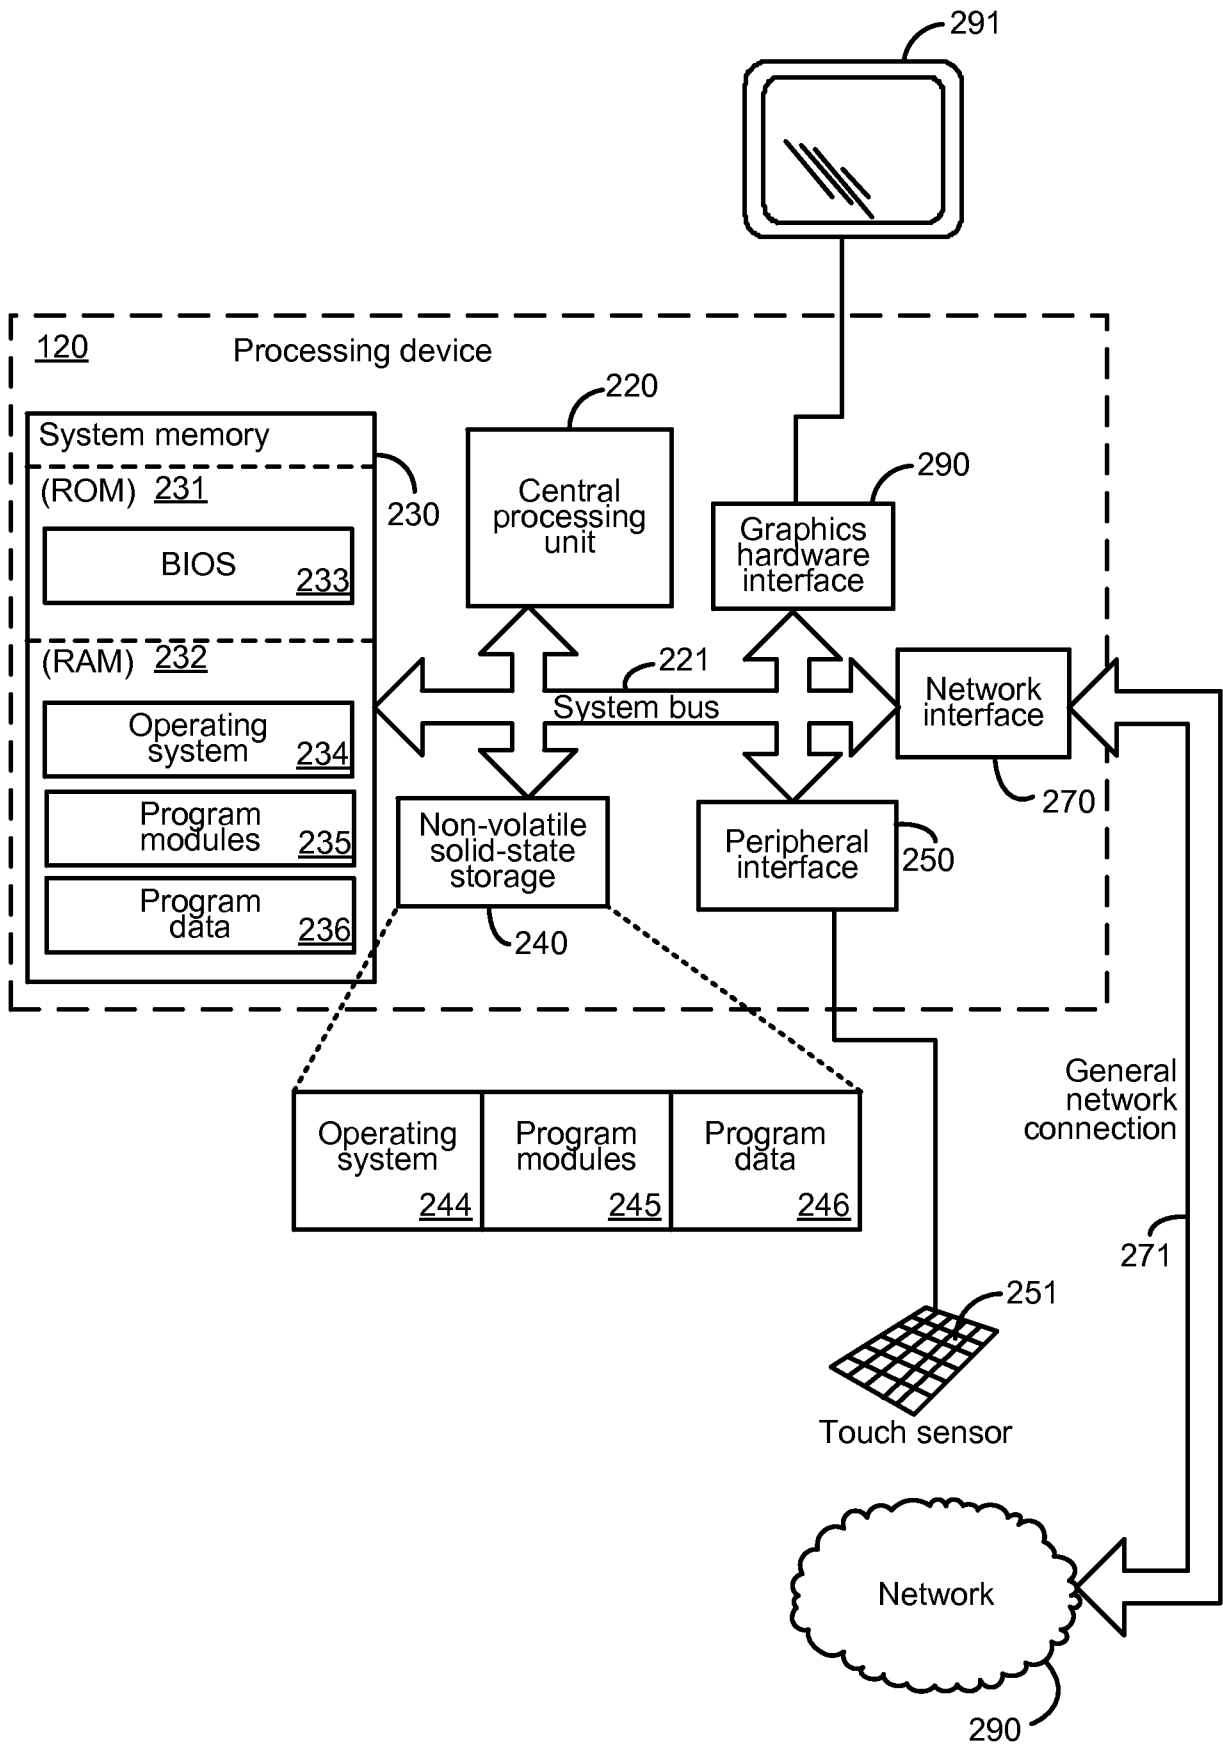 291
120
Processing device
220
System memory
230
(ROM) 231
BIOS
233
Central
processing
unit
290
Graphics
hardware
interface
(RAM) 232
221
System bus
Network
interface
270
Operating
system 234
Program
modules 235
Program
data 236
Non-volatile
solid-state
storage
240
Peripheral
interface
250
Operating
system
244
Program
modules
245
Program
data
246
General
network
connection
271
251
Touch sensor
Network
290